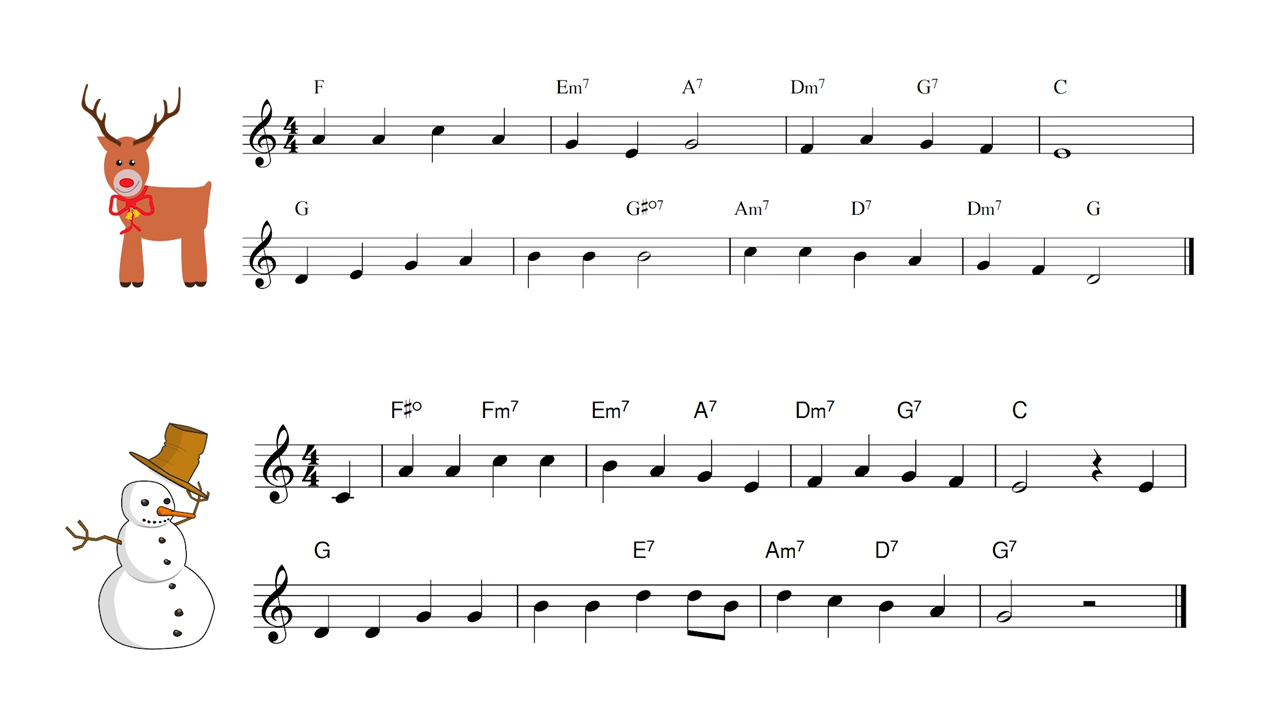 F Em7 A7 Dm7 G7 C
4
4
G G♯o7 Am7 D7 Dm7 G
F♯o Fm7 Em7 A7 Dm7 G7 C
4
4
G E7 Am7 D7 G7